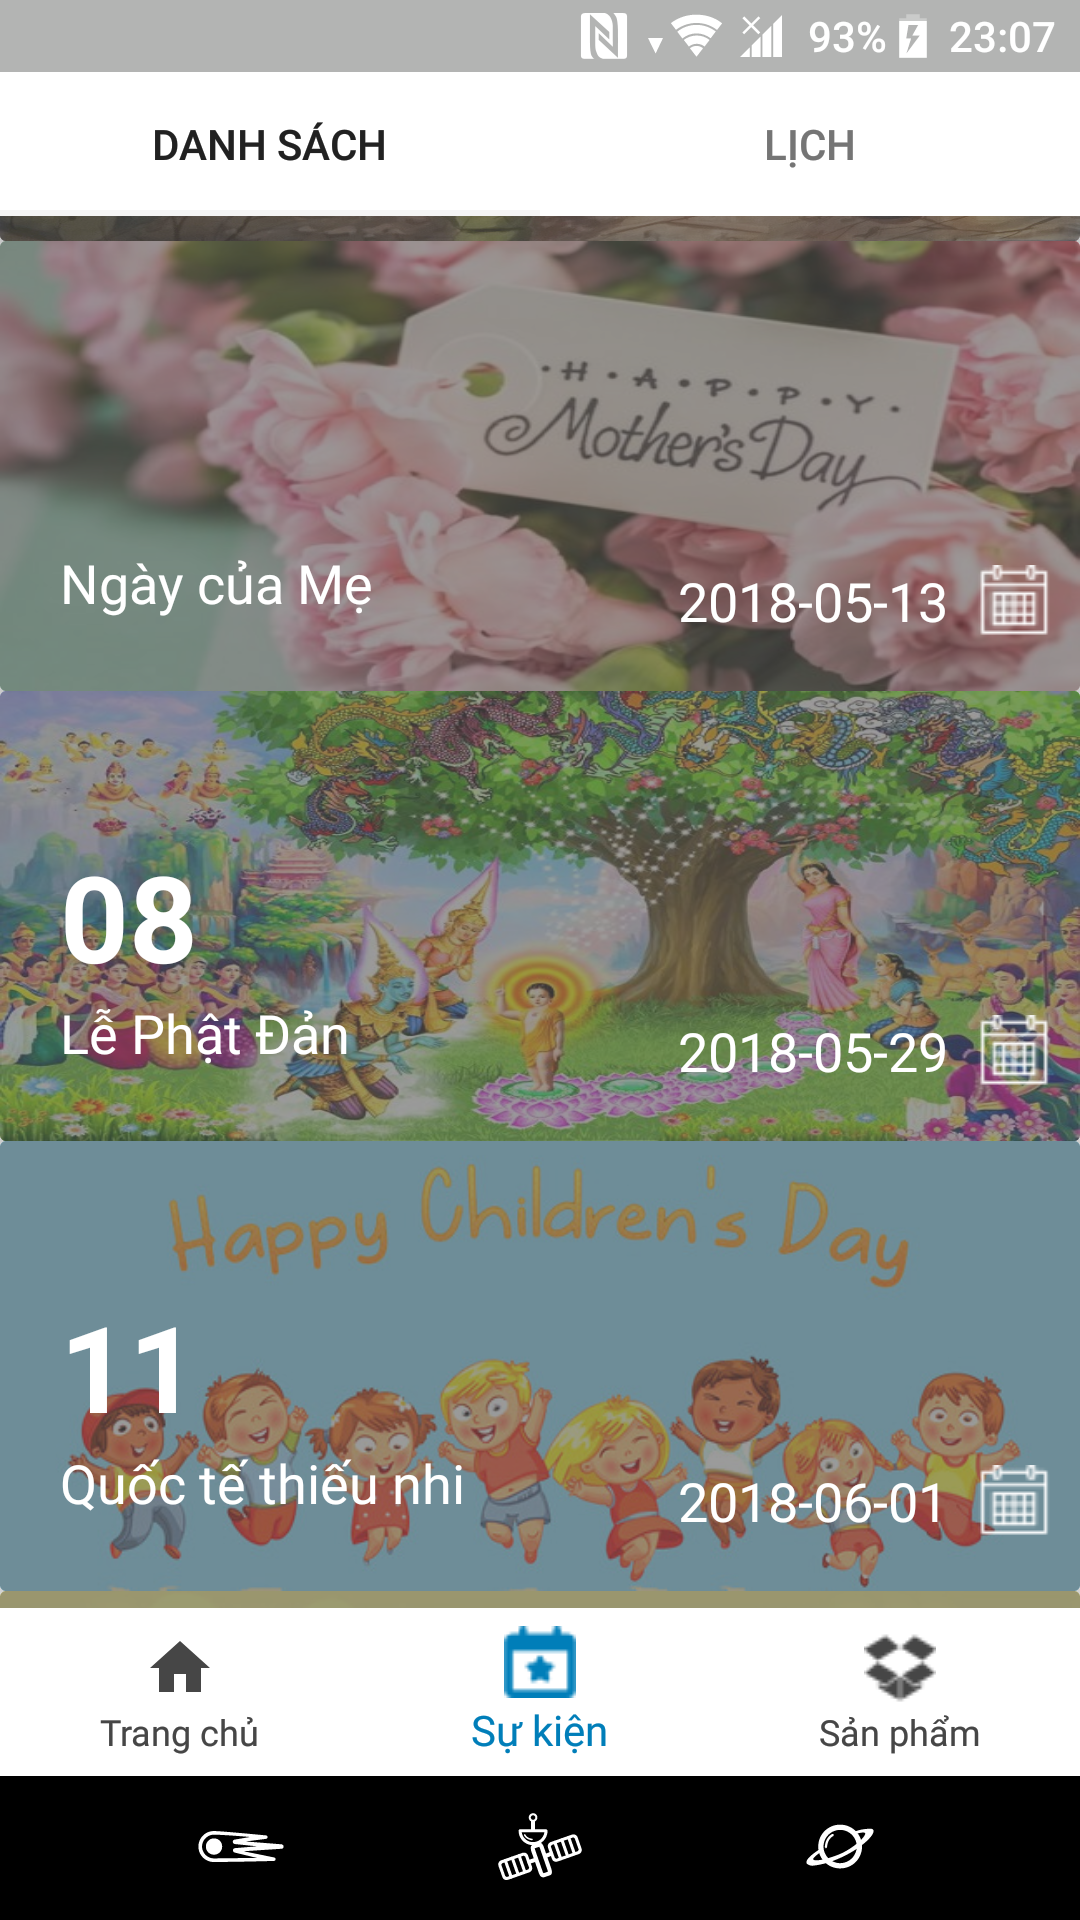 93% 23:07
DANH SÁCH LỊCH
·H·A·P·P·Y·
Mother's Day
Ngày của Mẹ 2018-05-13
08
Lễ Phật Đản 2018-05-29
Happy Children's Day
11
Quốc tế thiếu nhi 2018-06-01
Trang chủ Sự kiện Sản phẩm